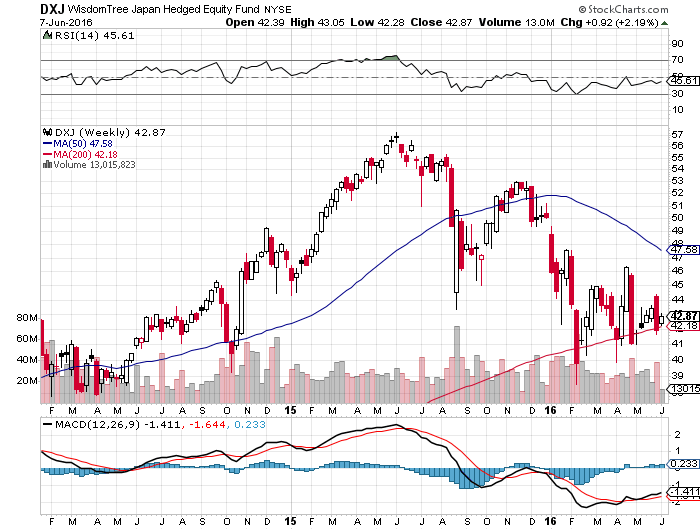 DXJ WisdomTree Japan Hedged Equity Fund NYSE © StockCharts.com
7-Jun-2016 Open 42.39 High 43.05 Low 42.28 Close 42.87 Volume 13.0M Chg +0.92 (+2.19%)
RSI(14) 45.61
90
70
50
45.61
30
10
DXJ (Weekly) 42.87
MA(50) 47.58
MA(200) 42.18
Volume 13,015,823
57
56
55
54
53
52
51
50
49
48
47.58
47
46
45
44
42.87
42.18
41
40
39
80M
60M
40M
20M
13015
F M A M J J A S O N D 15 F M A M J J A S O N D 16 F M A M J
MACD(12,26,9) -1.411, -1.644, 0.233
2
1
0.233
-1.411
-2
F M A M J J A S O N D 15 F M A M J J A S O N D 16 F M A M J